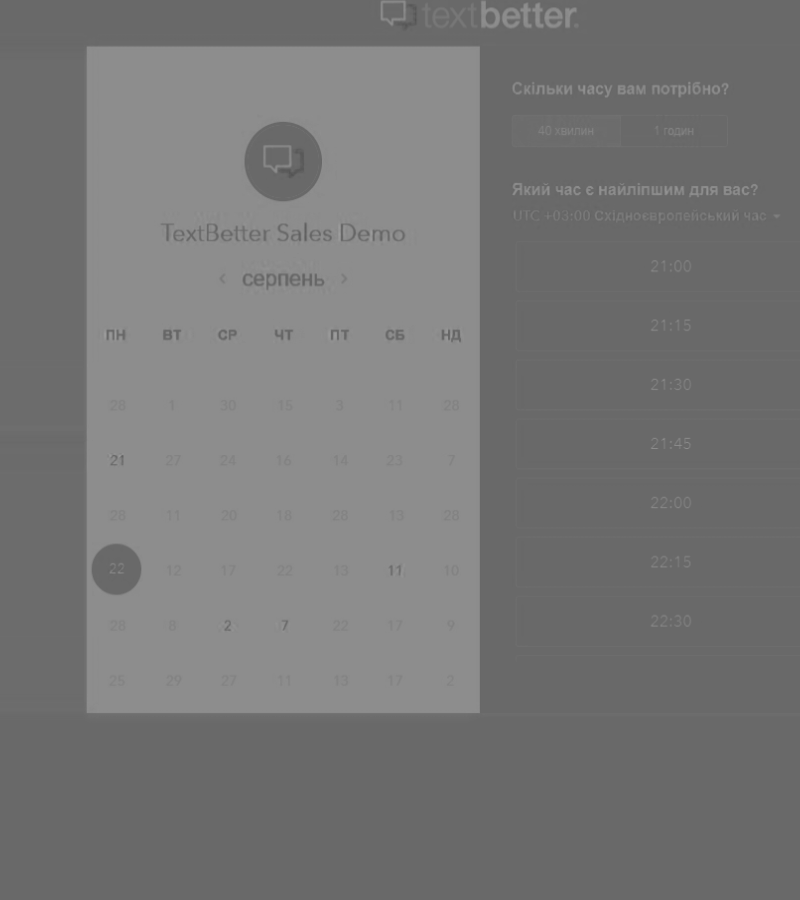 textbetter.
TextBetter Sales Demo
‹ серпень ›
ПН ВТ СР ЧТ ПТ СБ НД
28 1 30 15 3 11 28
21 27 24 16 14 23 7
28 11 20 18 28 13 28
22 12 17 22 13 11 10
28 8 2 7 22 17 9
25 29 27 11 13 17 2
Скільки часу вам потрібно?
40 хвилин 1 годин
Який час є найліпшим для вас?
UTC +03:00 Східноєвропейський час
21:00
21:15
21:30
21:45
22:00
22:15
22:30